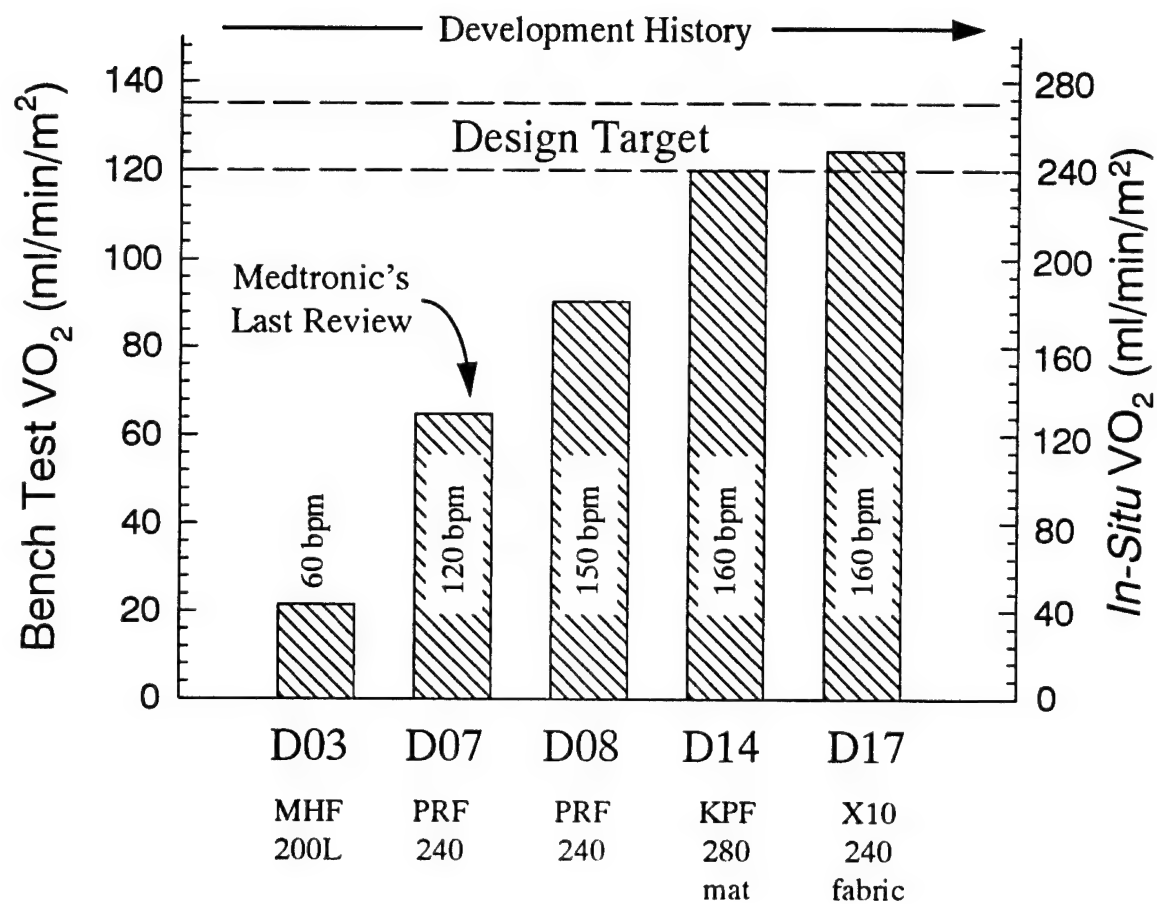 Development History
Bench Test VO2 (ml/min/m²)
140
120
100
80
60
40
20
0
Design Target
Medtronic's
Last Review
60 bpm
120 bpm
150 bpm
160 bpm
160 bpm
280
240
200
160
120
80
40
0
In-Situ VO2 (ml/min/m²)
D03 D07 D08 D14 D17
MHF PRF PRF KPF X10
200L 240 240 280 240
mat fabric